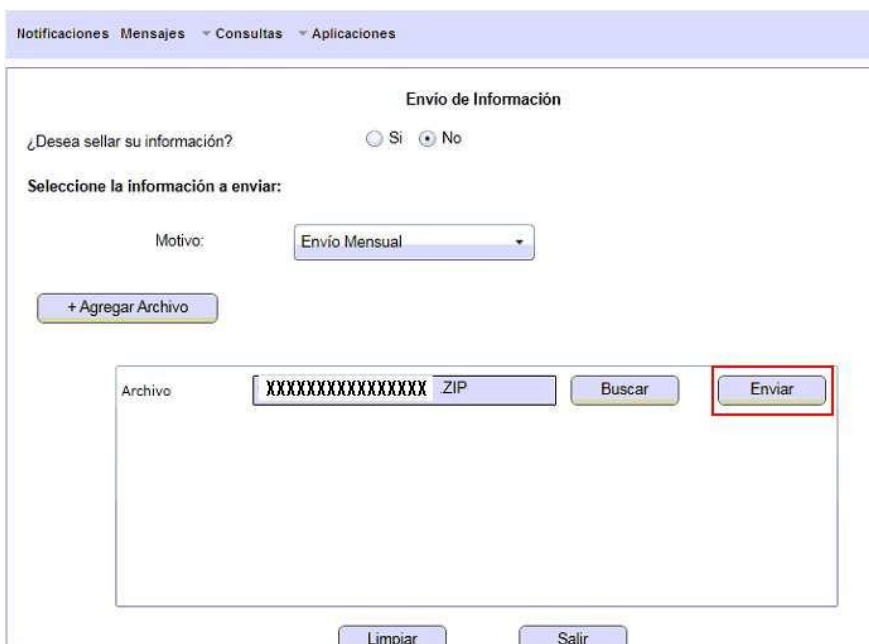 Notificaciones Mensajes Consultas Aplicaciones
Envío de Información
¿Desea sellar su información? Si No
Seleccione la información a enviar:
Motivo: Envío Mensual
+ Agregar Archivo
Archivo XXXXXXXXXXXXXXXX .ZIP Buscar Enviar
Limpiar Salir